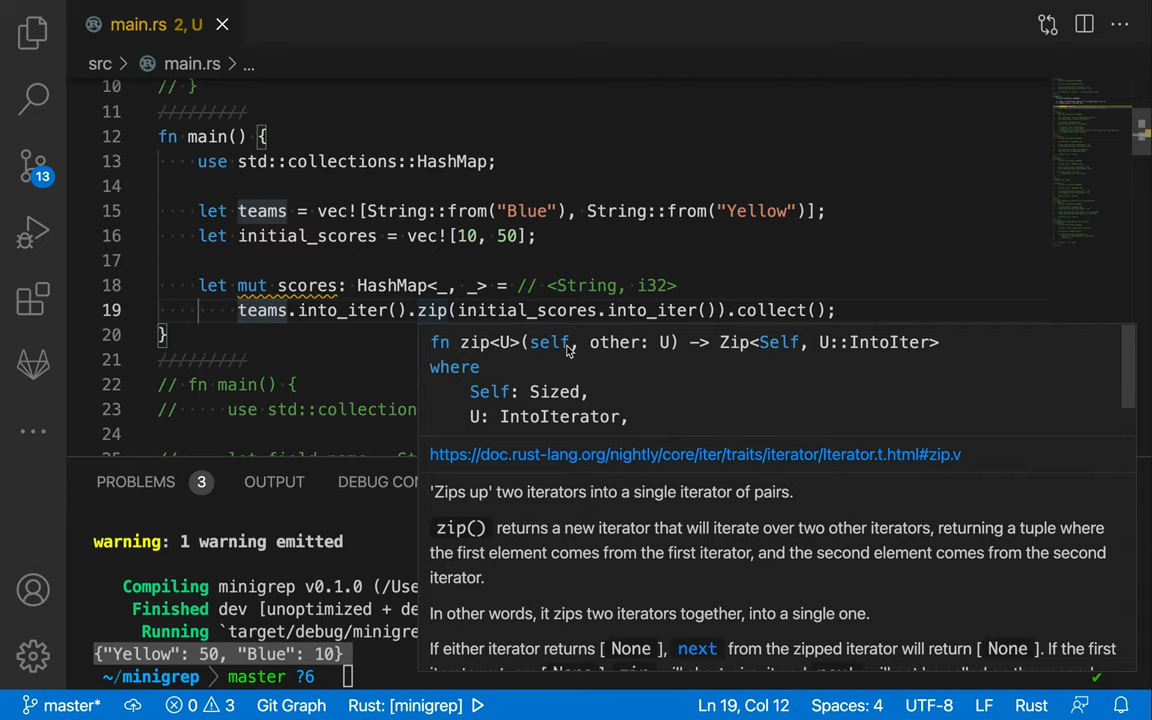 main.rs 2, U
src > main.rs > ...
10 // }
11 /////////
12 fn main() {
13 use std::collections::HashMap;
14
15 let teams = vec![String::from("Blue"), String::from("Yellow")];
16 let initial_scores = vec![10, 50];
17
18 let mut scores: HashMap<_, _> = // <String, i32>
19 teams.into_iter().zip(initial_scores.into_iter()).collect();
20 }
21 /////////
22 // fn main() {
23 // use std::collection
24
fn zip<U>(self, other: U) -> Zip<Self, U::IntoIter>
where
Self: Sized,
U: IntoIterator,
https://doc.rust-lang.org/nightly/core/iter/traits/iterator/Iterator.t.html#zip.v
'Zips up' two iterators into a single iterator of pairs.
zip() returns a new iterator that will iterate over two other iterators, returning a tuple where
the first element comes from the first iterator, and the second element comes from the second
iterator.
In other words, it zips two iterators together, into a single one.
If either iterator returns [ None ], next from the zipped iterator will return [ None ]. If the first
13
PROBLEMS 3 OUTPUT DEBUG CO
warning: 1 warning emitted
Compiling minigrep v0.1.0 (/Use
Finished dev [unoptimized + de
Running `target/debug/minigre
{"Yellow": 50, "Blue": 10}
~/minigrep > master ?6
master* 0 3 Git Graph Rust: [minigrep] Ln 19, Col 12 Spaces: 4 UTF-8 LF Rust